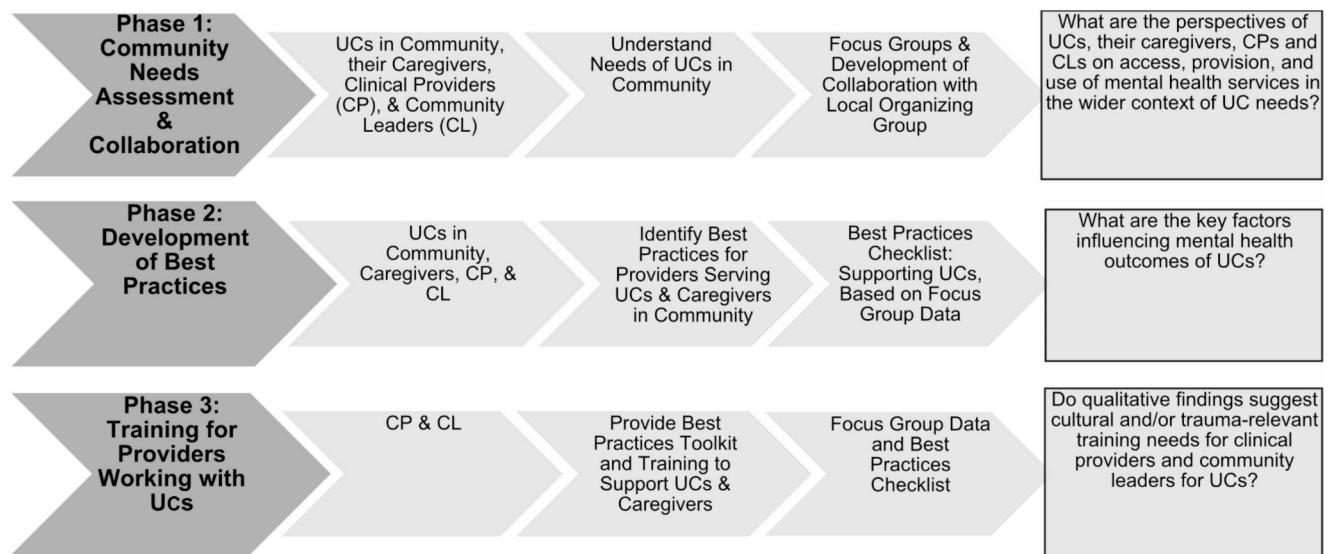 Phase 1:
Community
Needs
Assessment
&
Collaboration
UCs in Community,
their Caregivers,
Clinical Providers
(CP), & Community
Leaders (CL)
Understand
Needs of UCs in
Community
Focus Groups &
Development of
Collaboration with
Local Organizing
Group
What are the perspectives of
UCs, their caregivers, CPs and
CLs on access, provision, and
use of mental health services in
the wider context of UC needs?
Phase 2:
Development
of Best
Practices
UCs in
Community,
Caregivers, CP, &
CL
Identify Best
Practices for
Providers Serving
UCs & Caregivers
in Community
Best Practices
Checklist:
Supporting UCs,
Based on Focus
Group Data
What are the key factors
influencing mental health
outcomes of UCs?
Phase 3:
Training for
Providers
Working with
UCs
CP & CL
Provide Best
Practices Toolkit
and Training to
Support UCs &
Caregivers
Focus Group Data
and Best
Practices
Checklist
Do qualitative findings suggest
cultural and/or trauma-relevant
training needs for clinical
providers and community
leaders for UCs?